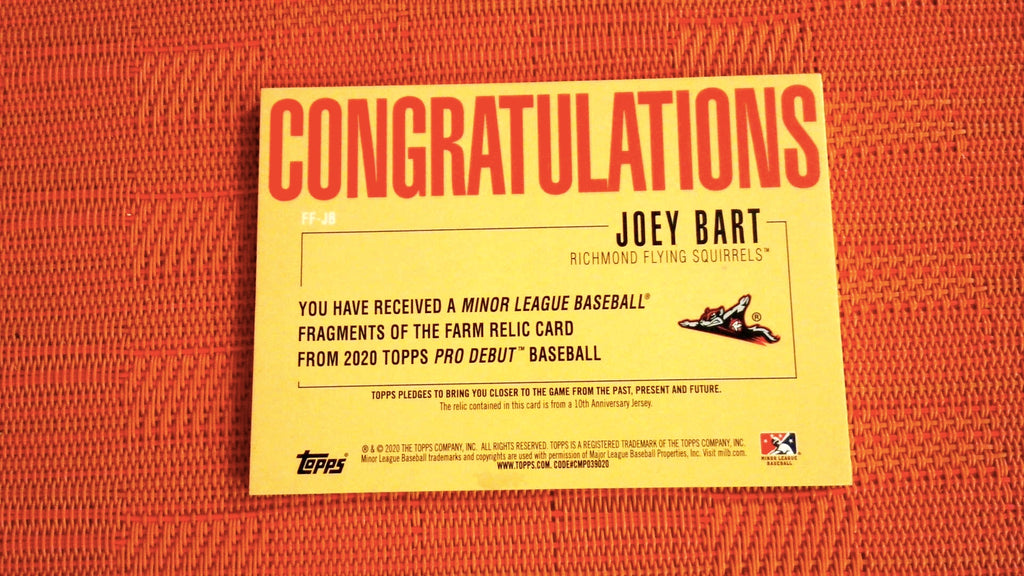 CONGRATULATIONS
FF-JB
JOEY BART
RICHMOND FLYING SQUIRRELS™
YOU HAVE RECEIVED A MINOR LEAGUE BASEBALL®
FRAGMENTS OF THE FARM RELIC CARD
FROM 2020 TOPPS PRO DEBUT™ BASEBALL
®
TOPPS PLEDGES TO BRING YOU CLOSER TO THE GAME FROM THE PAST, PRESENT AND FUTURE.
The relic contained in this card is from a 10th Anniversary Jersey.
® & © 2020 THE TOPPS COMPANY, INC. ALL RIGHTS RESERVED. TOPPS IS A REGISTERED TRADEMARK OF THE TOPPS COMPANY, INC.
Minor League Baseball trademarks and copyrights are used with permission of Major League Baseball Properties, Inc. Visit milb.com.
WWW.TOPPS.COM. CODE#CMP039020
Topps®
MINOR LEAGUE
BASEBALL